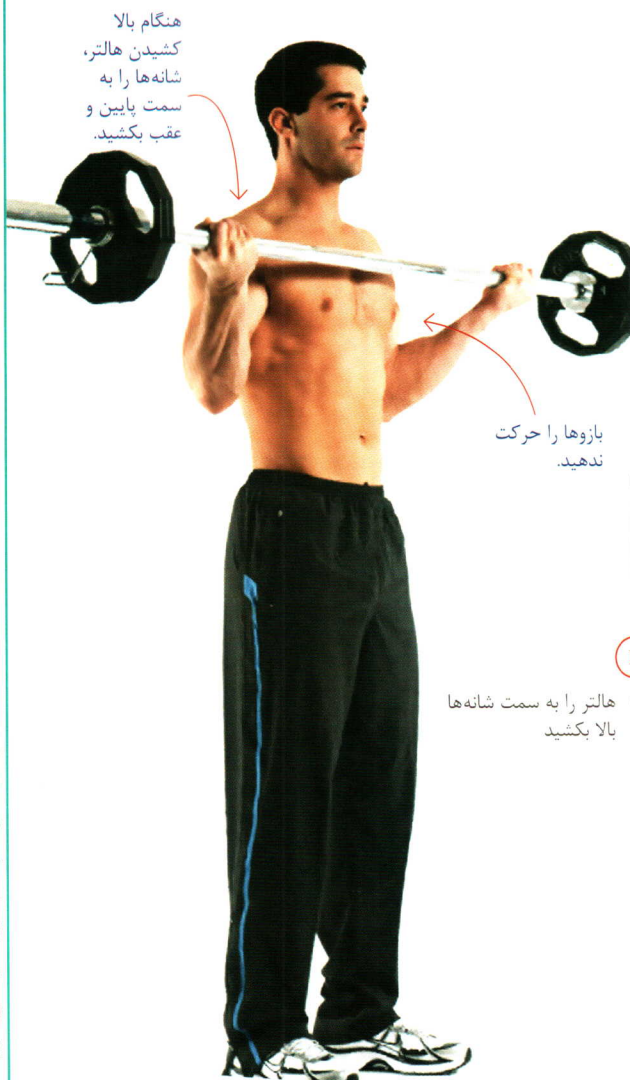 هنگام بالا
کشیدن هالتر،
شانه‌ها را به
سمت پایین و
عقب بکشید.
بازوها را حرکت
ندهید.
هالتر را به سمت شانه‌ها
بالا بکشید